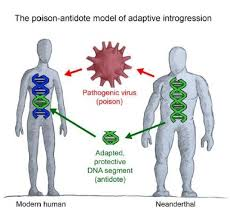 The poison-antidote model of adaptive introgression
Pathogenic virus
(poison)
Adapted,
protective
DNA segment
(antidote)
Modern human
Neanderthal